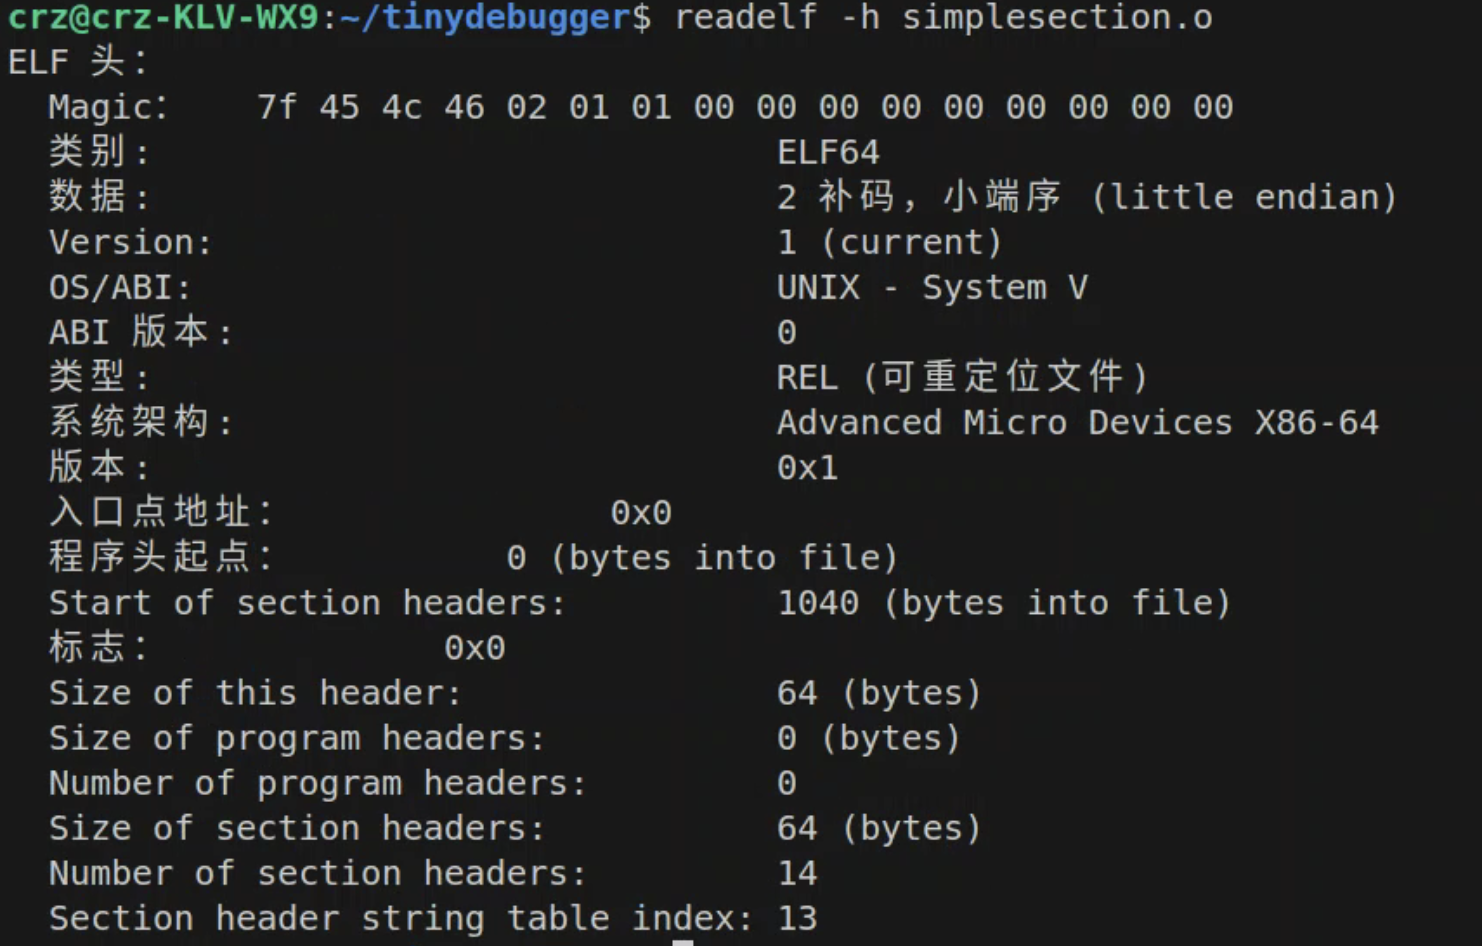 crz@crz-KLV-WX9:~/tinydebugger$ readelf -h simplesection.o
ELF 头：
  Magic：   7f 45 4c 46 02 01 01 00 00 00 00 00 00 00 00 00
  类别:                              ELF64
  数据:                              2 补码，小端序 (little endian)
  Version:                           1 (current)
  OS/ABI:                            UNIX - System V
  ABI 版本:                          0
  类型:                              REL (可重定位文件)
  系统架构:                          Advanced Micro Devices X86-64
  版本:                              0x1
  入口点地址：              0x0
  程序头起点：          0 (bytes into file)
  Start of section headers:          1040 (bytes into file)
  标志：             0x0
  Size of this header:               64 (bytes)
  Size of program headers:           0 (bytes)
  Number of program headers:         0
  Size of section headers:           64 (bytes)
  Number of section headers:         14
  Section header string table index: 13